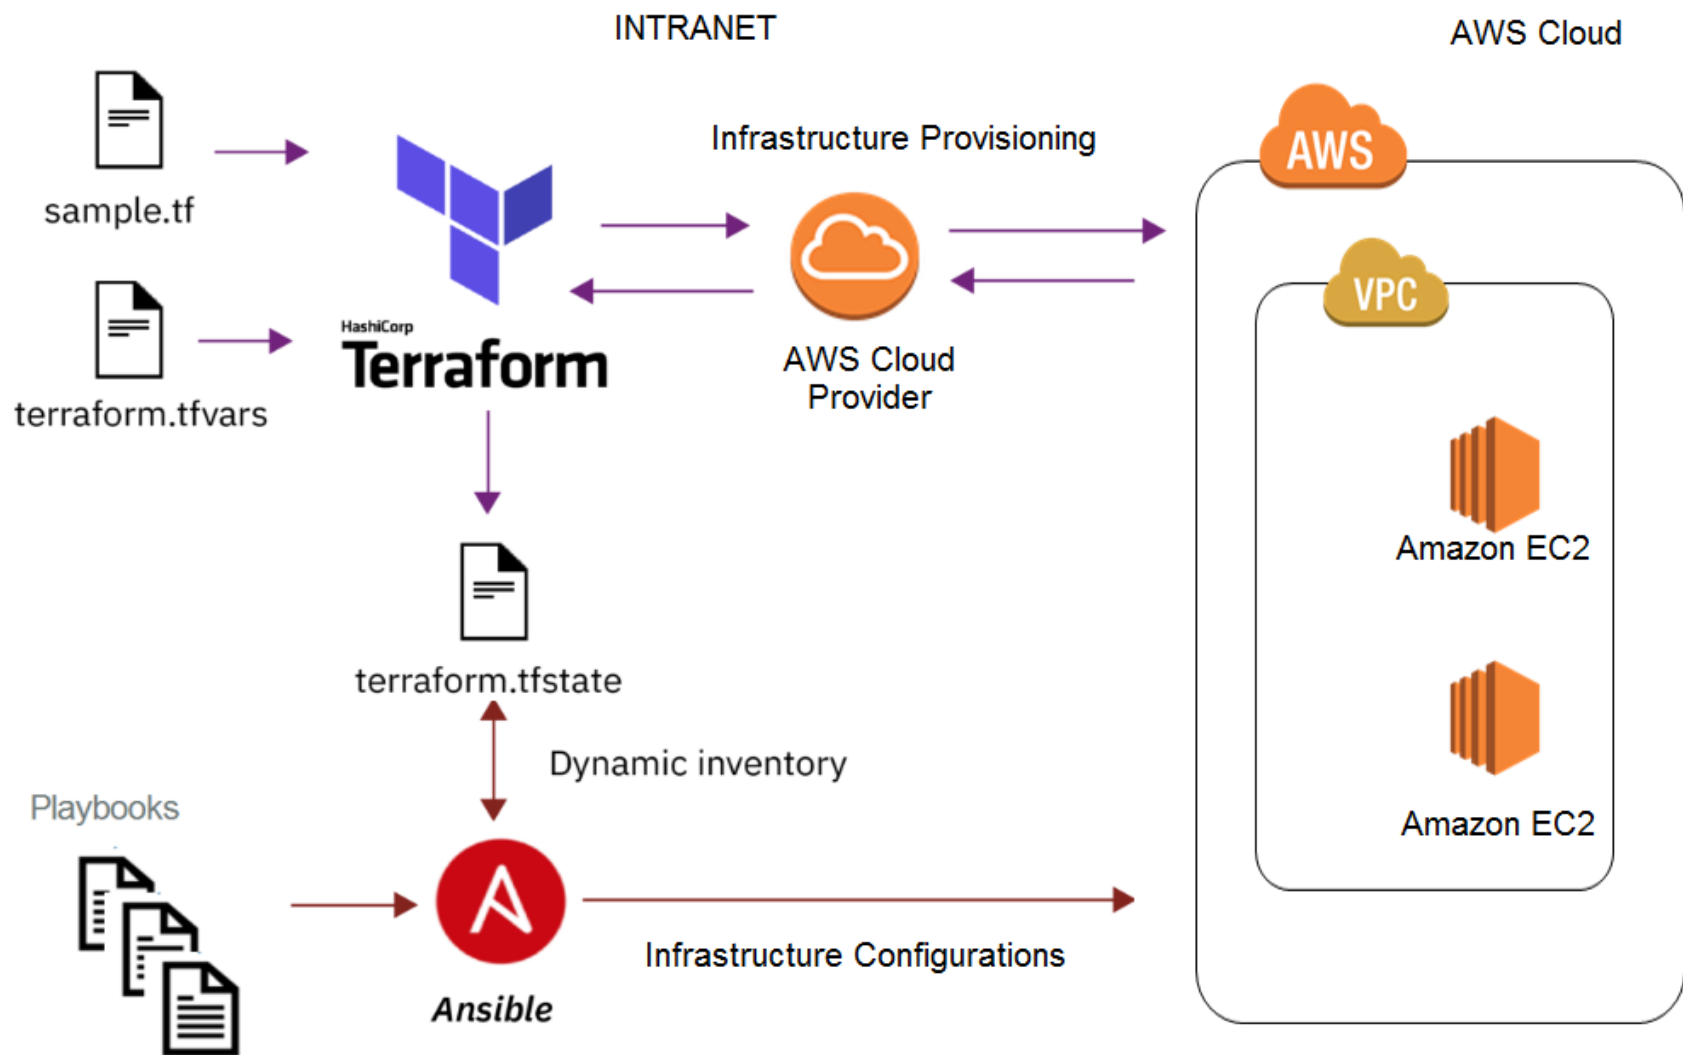 INTRANET
AWS Cloud
AWS
Infrastructure Provisioning
sample.tf
VPC
HashiCorp
Terraform
AWS Cloud
Provider
terraform.tfvars
Amazon EC2
terraform.tfstate
Dynamic inventory
Playbooks
Amazon EC2
Infrastructure Configurations
Ansible